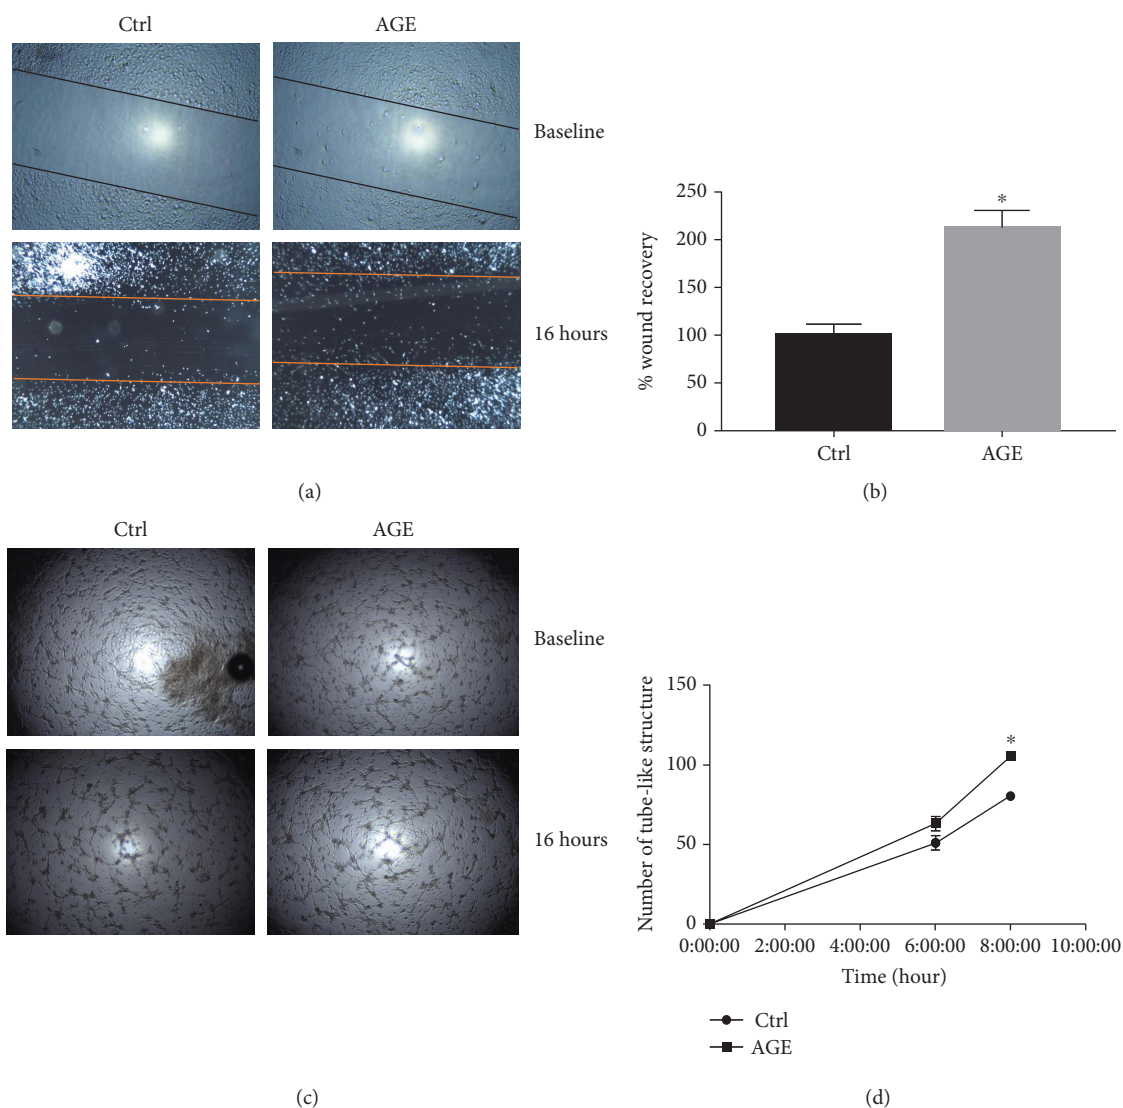 Ctrl
AGE
Baseline
16 hours
(a)
250
200
150
100
50
0
% wound recovery
*
Ctrl
AGE
(b)
Ctrl
AGE
Baseline
16 hours
(c)
150
100
50
0
Number of tube-like structure
*
0:00:00 2:00:00 4:00:00 6:00:00 8:00:00 10:00:00
Time (hour)
Ctrl
AGE
(d)